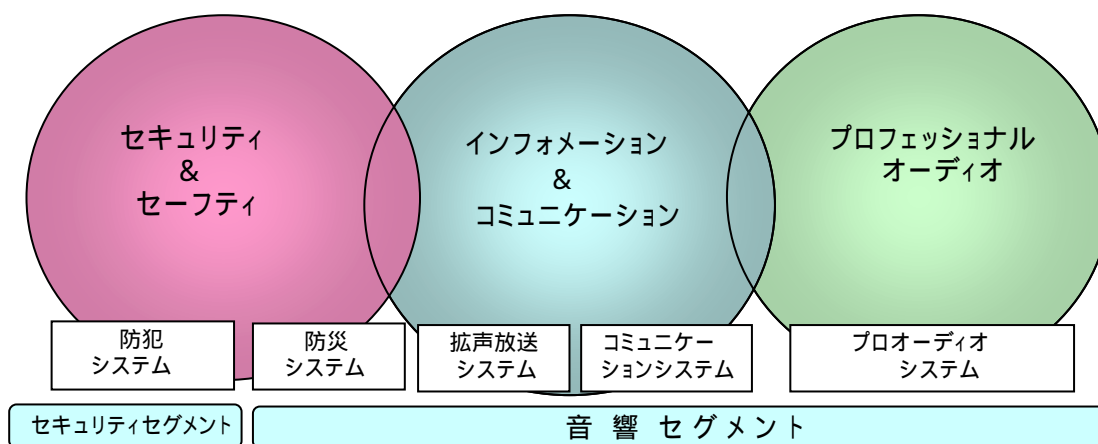 セキュリティ
&
セーフティ
インフォメーション
&
コミュニケーション
プロフェッショナル
オーディオ
防犯
システム
防災
システム
拡声放送
システム
コミュニケー
ションシステム
プロオーディオ
システム
セキュリティセグメント
音 響 セグメント